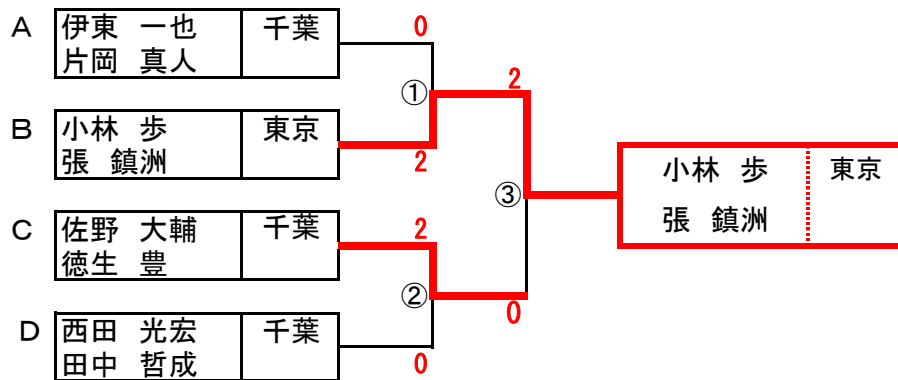 A 伊東 一也 千葉 0
片岡 真人
① 2
B 小林 歩 東京
張 鎮洲 2
小林 歩 東京
③
張 鎮洲
C 佐野 大輔 千葉 2
徳生 豊
② 0
D 西田 光宏 千葉
田中 哲成 0